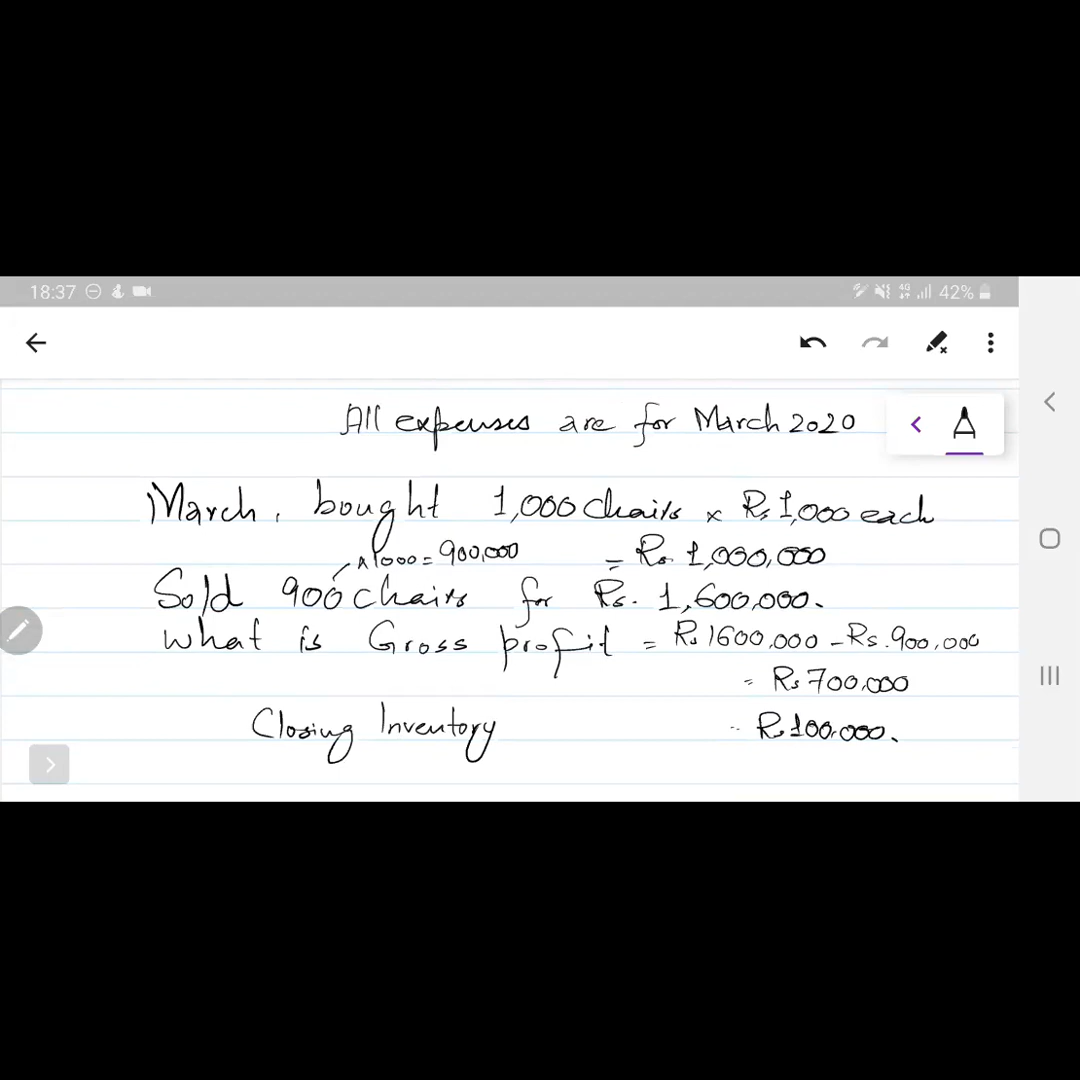 18:37 4G 42%
All expenses are for March 2020
March, bought 1,000 chairs × Rs 1,000 each
× 1000 = 900,000 = Rs. 1,000,000
Sold 900 chairs for Rs. 1,600,000.
What is Gross profit = Rs 1600,000 - Rs. 900,000
= Rs 700,000
Closing Inventory = Rs 100,000.